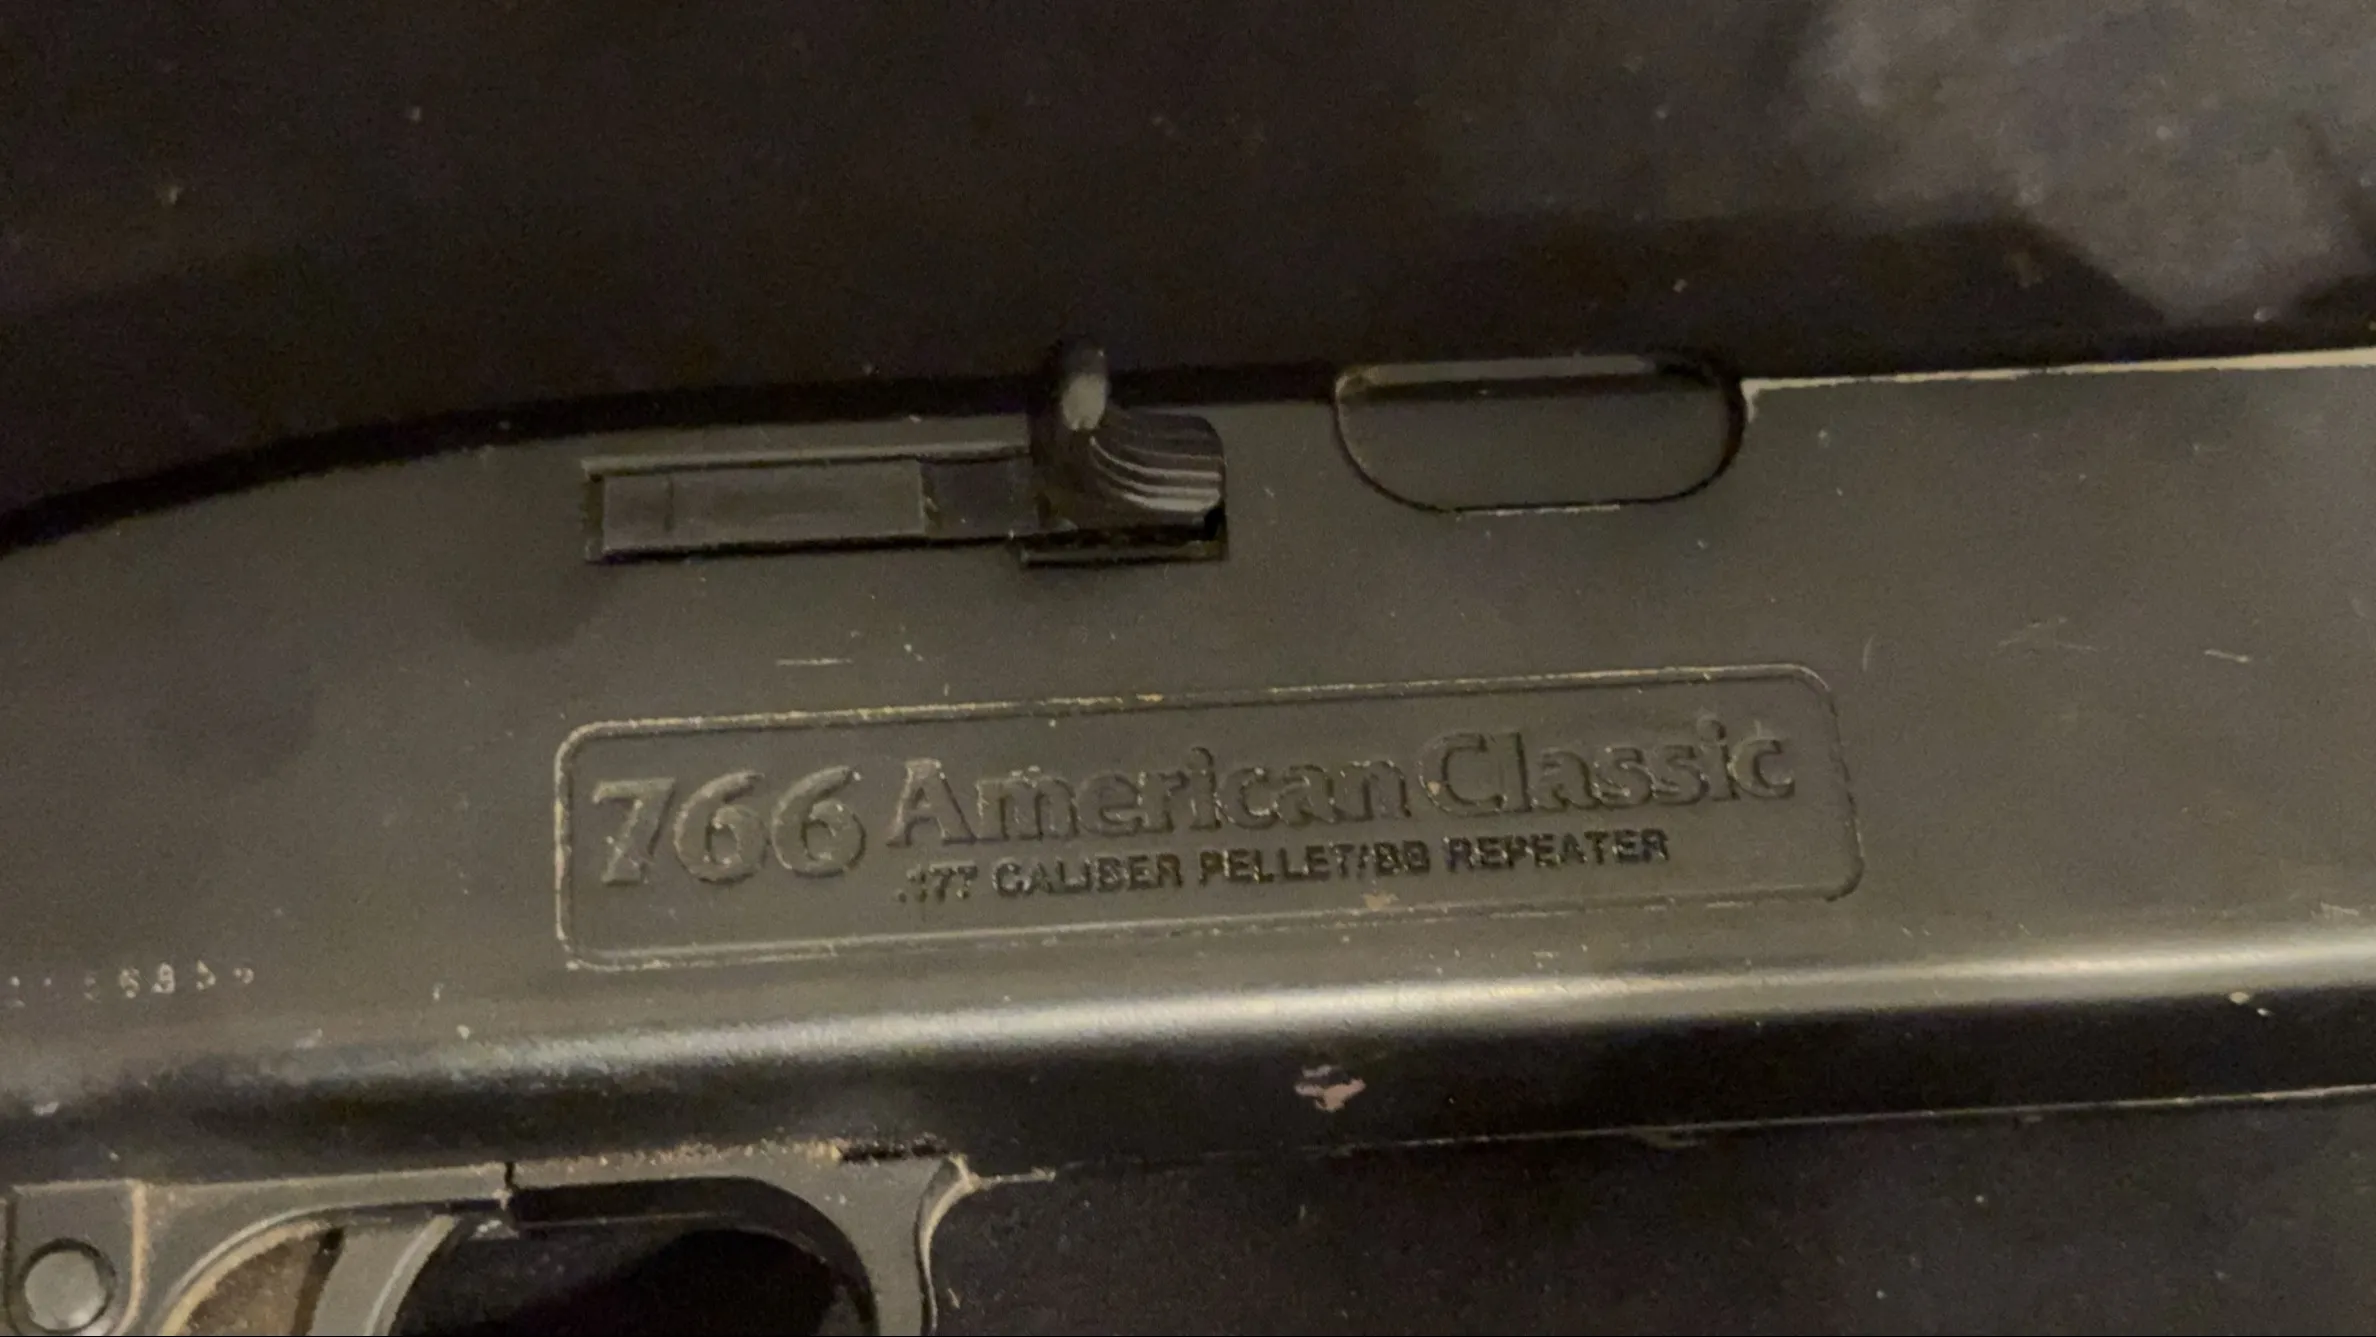 766 American Classic
.177 CALIBER PELLET/BB REPEATER